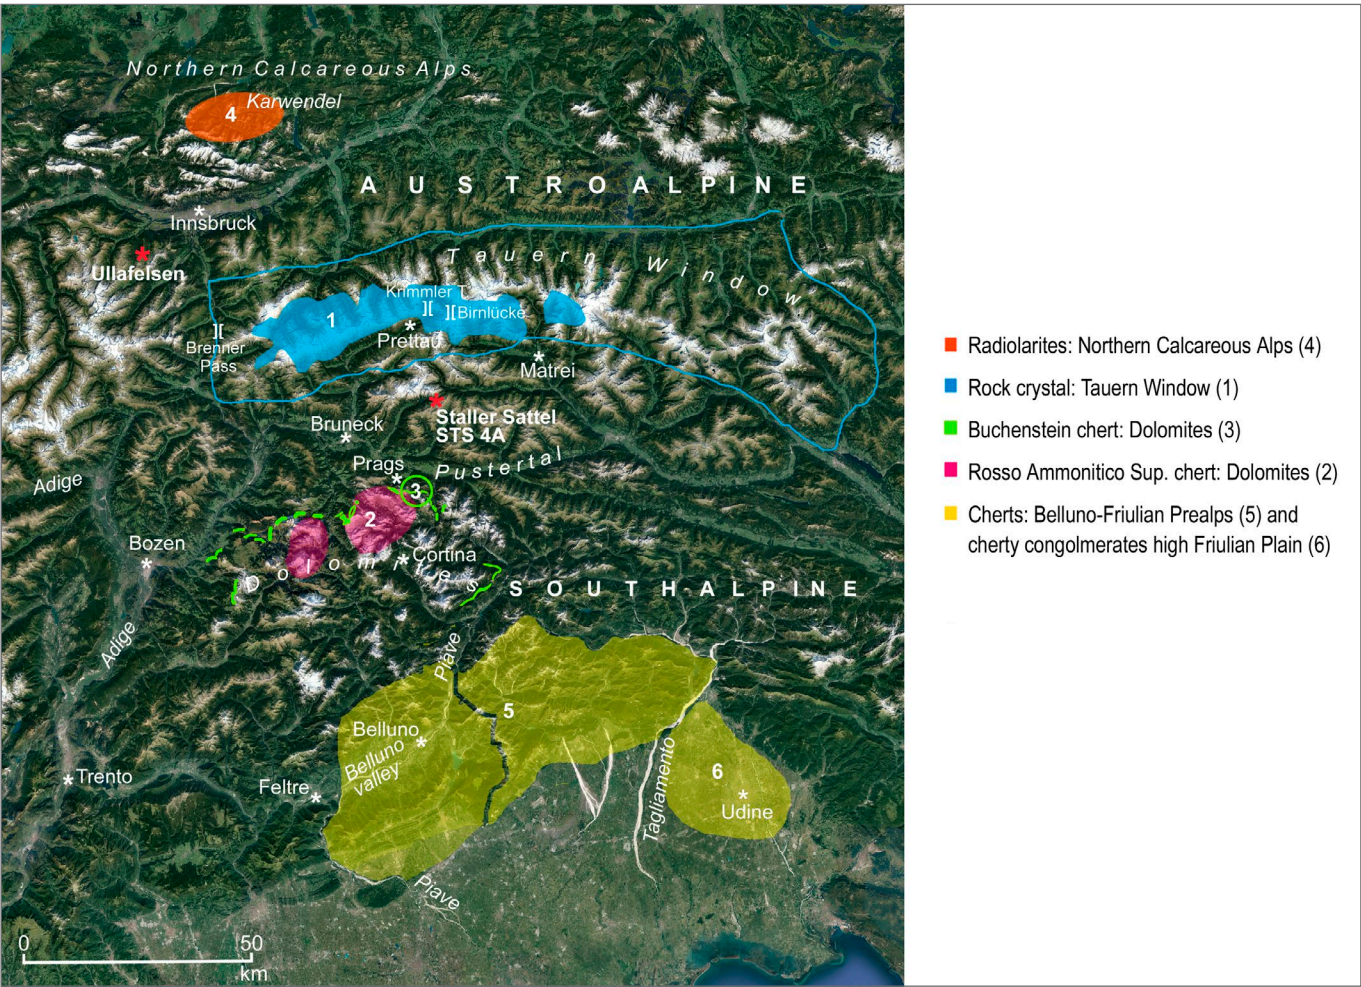 Northern Calcareous Alps
Karwendel
4
AUSTROALPINE
Innsbruck
Ullafelsen
Tauern Window
Krimmler T.
Birnlücke
1
Prettau
Brenner
Pass
Matrei
Staller Sattel
STS 4A
Bruneck
Prags
Pustertal
3
Adige
2
Bozen
Cortina
Dolomites
SOUTH-ALPINE
Adige
Piave
5
Belluno
Belluno
valley
Tagliamento
6
Trento
Feltre
Udine
Piave
0 50
km
Radiolarites: Northern Calcareous Alps (4)
Rock crystal: Tauern Window (1)
Buchenstein chert: Dolomites (3)
Rosso Ammonitico Sup. chert: Dolomites (2)
Cherts: Belluno-Friulian Prealps (5) and
cherty congolmerates high Friulian Plain (6)